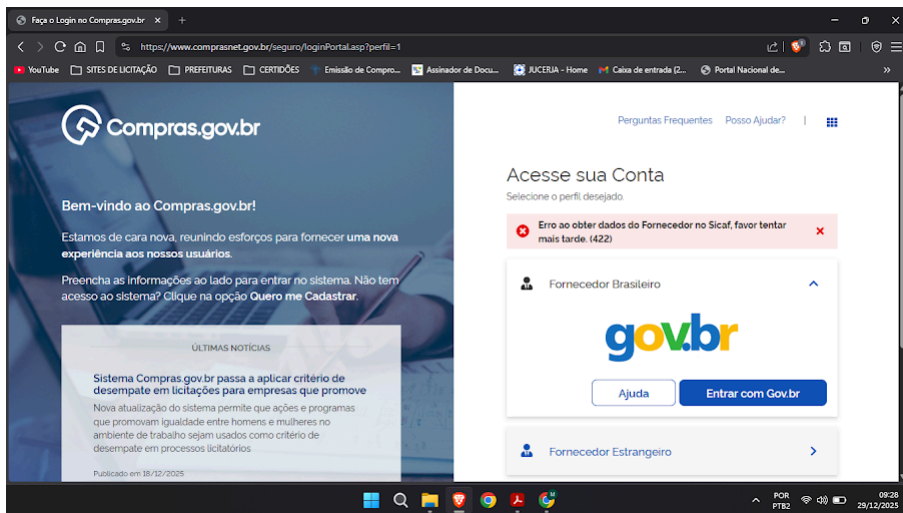 Faça o Login no Compras.gov.br
https://www.comprasnet.gov.br/seguro/loginPortal.asp?perfil=1
YouTube SITES DE LICITAÇÃO PREFEITURAS CERTIDÕES Emissão de Compro... Assinador de Docu... JUCERJA - Home Caixa de entrada (2... Portal Nacional de... »
Compras.gov.br
Perguntas Frequentes Posso Ajudar? |
Acesse sua Conta
Selecione o perfil desejado.
Bem-vindo ao Compras.gov.br!
Estamos de cara nova, reunindo esforços para fornecer uma nova
experiência aos nossos usuários.
Preencha as informações ao lado para entrar no sistema. Não tem
acesso ao sistema? Clique na opção Quero me Cadastrar.
ÚLTIMAS NOTÍCIAS
Sistema Compras.gov.br passa a aplicar critério de
desempate em licitações para empresas que promove
Nova atualização do sistema permite que ações e programas
que promovam igualdade entre homens e mulheres no
ambiente de trabalho sejam usados como critério de
desempate em processos licitatórios
Publicado em 18/12/2025
Erro ao obter dados do Fornecedor no Sicaf, favor tentar
mais tarde. (422)
Fornecedor Brasileiro
gov.br
Ajuda Entrar com Gov.br
Fornecedor Estrangeiro
POR
PTB2
09:28
29/12/2025